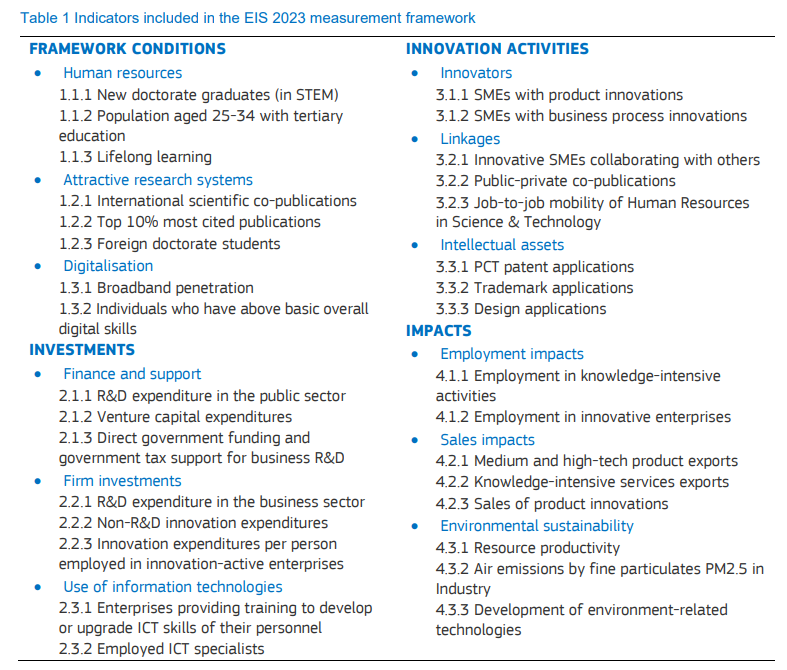 Table 1 Indicators included in the EIS 2023 measurement framework
FRAMEWORK CONDITIONS
• Human resources
1.1.1 New doctorate graduates (in STEM)
1.1.2 Population aged 25-34 with tertiary
education
1.1.3 Lifelong learning
• Attractive research systems
1.2.1 International scientific co-publications
1.2.2 Top 10% most cited publications
1.2.3 Foreign doctorate students
• Digitalisation
1.3.1 Broadband penetration
1.3.2 Individuals who have above basic overall
digital skills
INVESTMENTS
• Finance and support
2.1.1 R&D expenditure in the public sector
2.1.2 Venture capital expenditures
2.1.3 Direct government funding and
government tax support for business R&D
• Firm investments
2.2.1 R&D expenditure in the business sector
2.2.2 Non-R&D innovation expenditures
2.2.3 Innovation expenditures per person
employed in innovation-active enterprises
• Use of information technologies
2.3.1 Enterprises providing training to develop
or upgrade ICT skills of their personnel
2.3.2 Employed ICT specialists
INNOVATION ACTIVITIES
• Innovators
3.1.1 SMEs with product innovations
3.1.2 SMEs with business process innovations
• Linkages
3.2.1 Innovative SMEs collaborating with others
3.2.2 Public-private co-publications
3.2.3 Job-to-job mobility of Human Resources
in Science & Technology
• Intellectual assets
3.3.1 PCT patent applications
3.3.2 Trademark applications
3.3.3 Design applications
IMPACTS
• Employment impacts
4.1.1 Employment in knowledge-intensive
activities
4.1.2 Employment in innovative enterprises
• Sales impacts
4.2.1 Medium and high-tech product exports
4.2.2 Knowledge-intensive services exports
4.2.3 Sales of product innovations
• Environmental sustainability
4.3.1 Resource productivity
4.3.2 Air emissions by fine particulates PM2.5 in
Industry
4.3.3 Development of environment-related
technologies